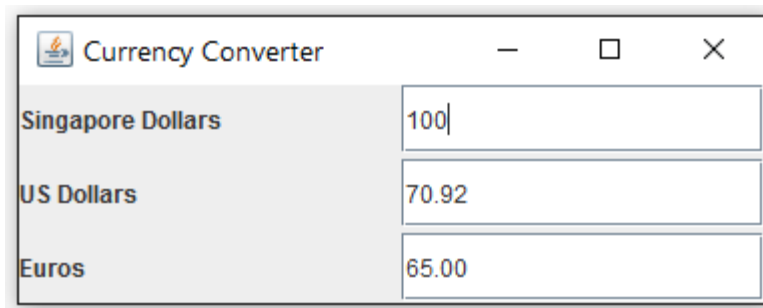 Currency Converter
Singapore Dollars 100
US Dollars 70.92
Euros 65.00